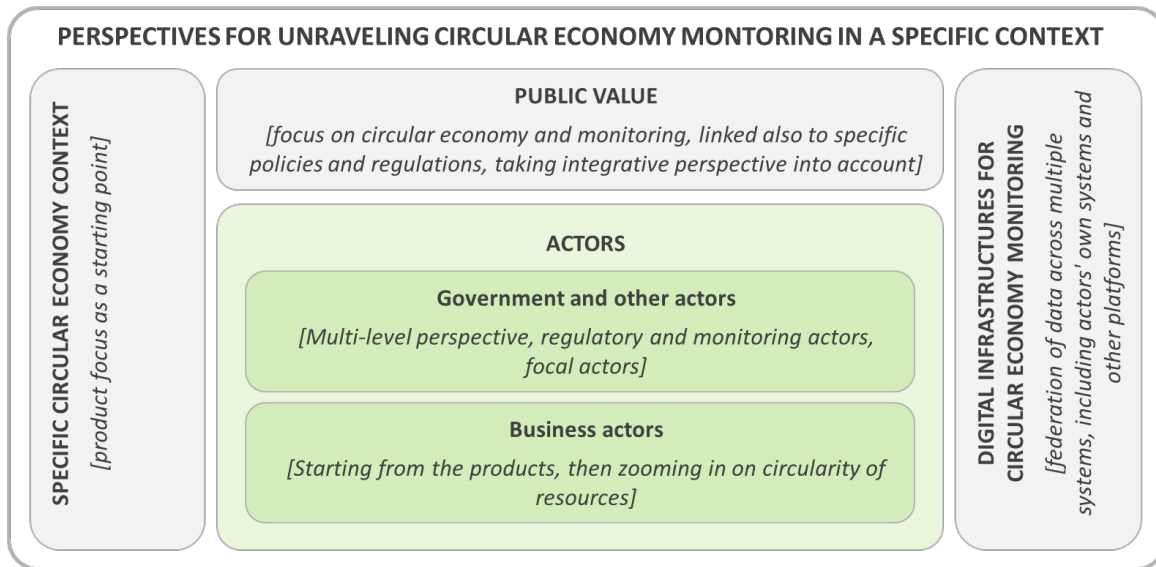 PERSPECTIVES FOR UNRAVELING CIRCULAR ECONOMY MONTORING IN A SPECIFIC CONTEXT
SPECIFIC CIRCULAR ECONOMY CONTEXT
[product focus as a starting point]
PUBLIC VALUE
[focus on circular economy and monitoring, linked also to specific
policies and regulations, taking integrative perspective into account]
ACTORS
Government and other actors
[Multi-level perspective, regulatory and monitoring actors,
focal actors]
Business actors
[Starting from the products, then zooming in on circularity of
resources]
DIGITAL INFRASTRUCTURES FOR
CIRCULAR ECONOMY MONITORING
[federation of data across multiple
systems, including actors' own systems and
other platforms]